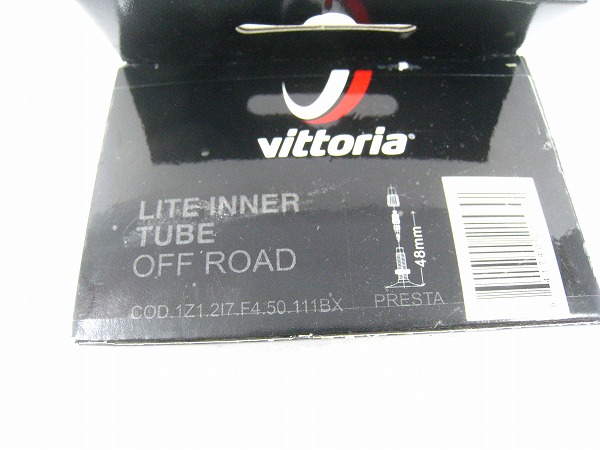 vittoria
LITE INNER
TUBE
OFF ROAD
48mm
COD.1Z1.2I7.F4.50.111BX
PRESTA